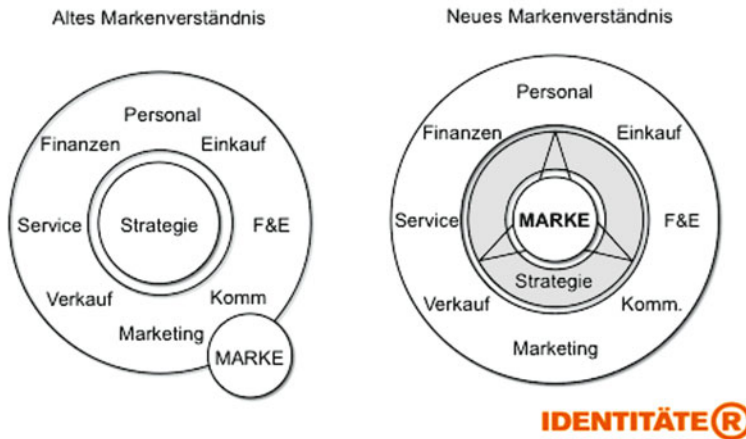 Altes Markenverständnis
Personal
Finanzen
Einkauf
Service
Strategie
F&E
Verkauf
Komm
Marketing
MARKE
Neues Markenverständnis
Personal
Finanzen
Einkauf
Service
MARKE
F&E
Strategie
Verkauf
Komm.
Marketing
IDENTITÄTE®